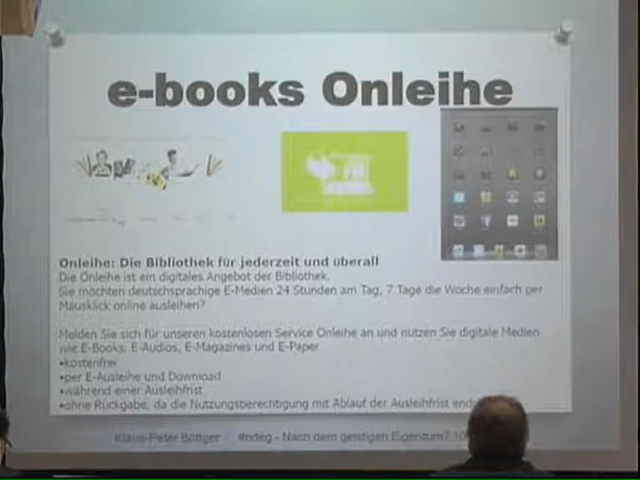 e-books Onleihe
Onleihe: Die Bibliothek für jederzeit und überall
Die Onleihe ist ein digitales Angebot der Bibliothek.
Sie möchten deutschsprachige E-Medien 24 Stunden am Tag, 7 Tage die Woche einfach per
Mausklick online ausleihen?
Melden Sie sich für unseren kostenlosen Service Onleihe an und nutzen Sie digitale Medien
wie E-Books, E-Audios, E-Magazines und E-Paper
•kostenfrei
•per E-Ausleihe und Download
•während einer Ausleihfrist
•ohne Rückgabe, da die Nutzungsberechtigung mit Ablauf der Ausleihfrist
Klaus-Peter Böttger #ndeg - Nach dem geistigen Eigentum?